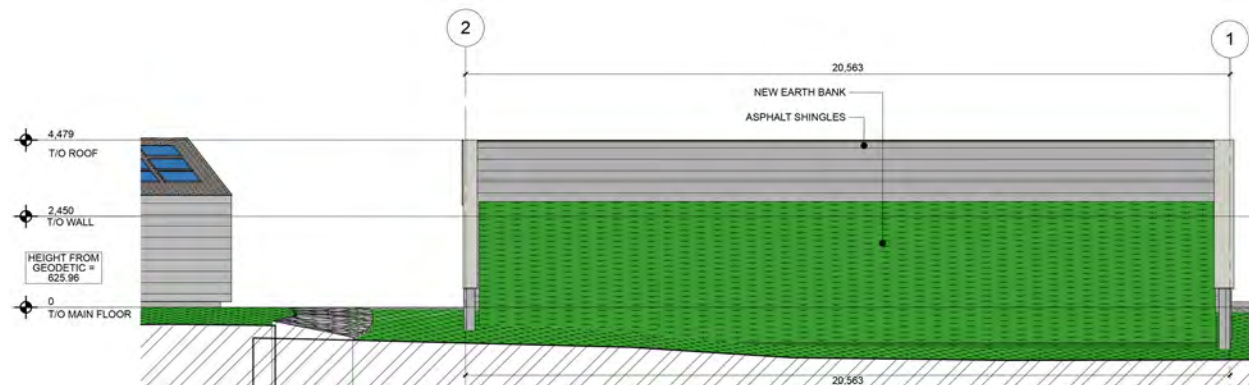 2
1
20,563
NEW EARTH BANK
ASPHALT SHINGLES
4,479
T/O ROOF
2,450
T/O WALL
HEIGHT FROM
GEODETIC =
625.96
0
T/O MAIN FLOOR
20,563